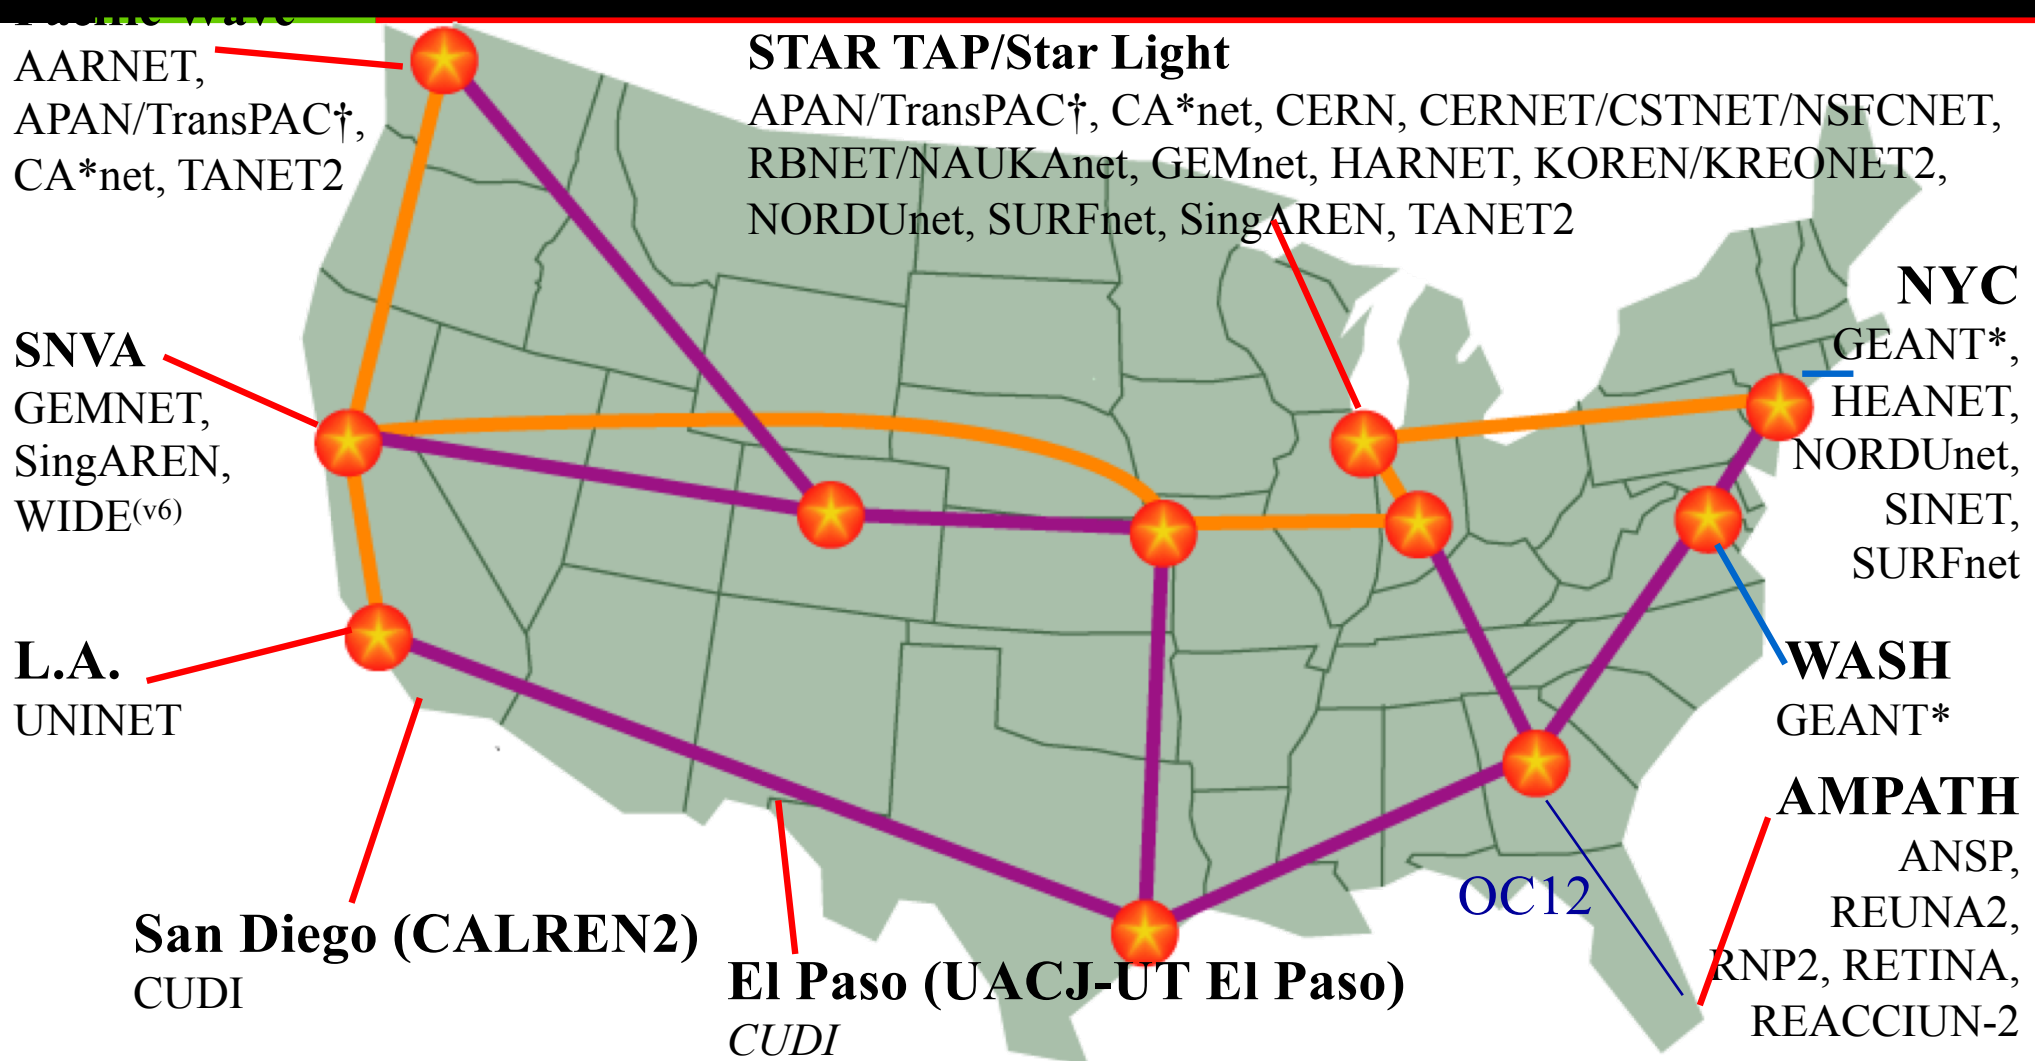 Pacific Wave
AARNET,
APAN/TransPAC†,
CA*net, TANET2
STAR TAP/Star Light
APAN/TransPAC†, CA*net, CERN, CERNET/CSTNET/NSFCNET,
RBNET/NAUKAnet, GEMnet, HARNET, KOREN/KREONET2,
NORDUnet, SURFnet, SingAREN, TANET2
NYC
GEANT*,
HEANET,
NORDUnet,
SINET,
SURFnet
SNVA
GEMNET,
SingAREN,
WIDE(v6)
L.A.
UNINET
WASH
GEANT*
AMPATH
ANSP,
REUNA2,
RNP2, RETINA,
REACCIUN-2
OC12
San Diego (CALREN2)
CUDI
El Paso (UACJ-UT El Paso)
CUDI